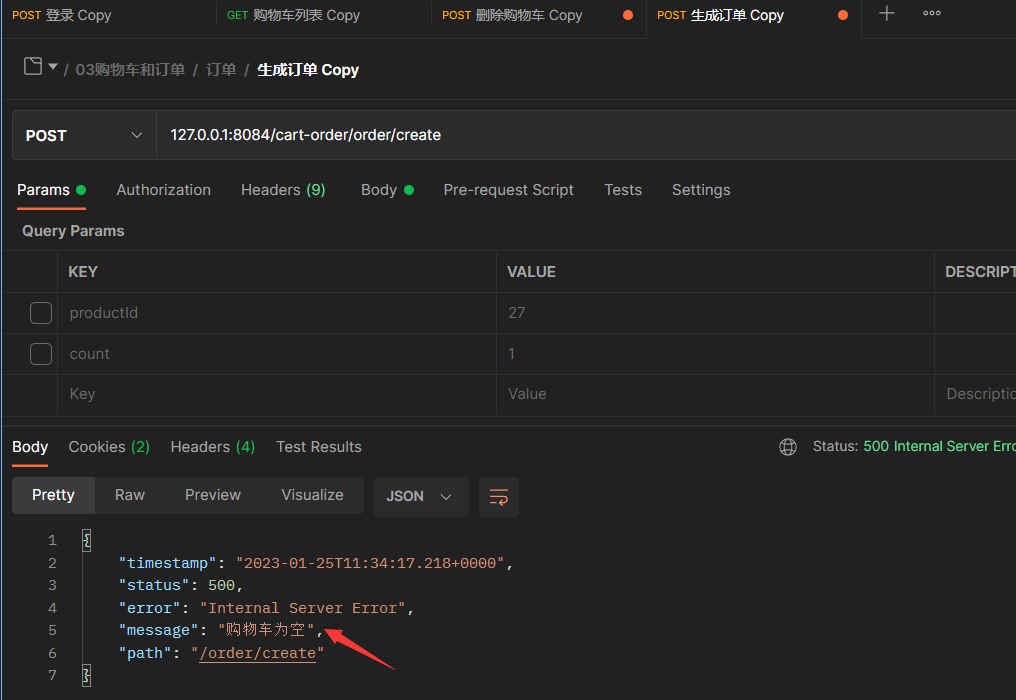 POST 登录 Copy GET 购物车列表 Copy POST 删除购物车 Copy POST 生成订单 Copy
/ 03购物车和订单 / 订单 / 生成订单 Copy
POST 127.0.0.1:8084/cart-order/order/create
Params Authorization Headers (9) Body Pre-request Script Tests Settings
Query Params
KEY VALUE DESCRIPT
productId 27
count 1
Key Value Descriptio
Body Cookies (2) Headers (4) Test Results Status: 500 Internal Server Erro
Pretty Raw Preview Visualize JSON
1 {
2 "timestamp": "2023-01-25T11:34:17.218+0000",
3 "status": 500,
4 "error": "Internal Server Error",
5 "message": "购物车为空",
6 "path": "/order/create"
7 }